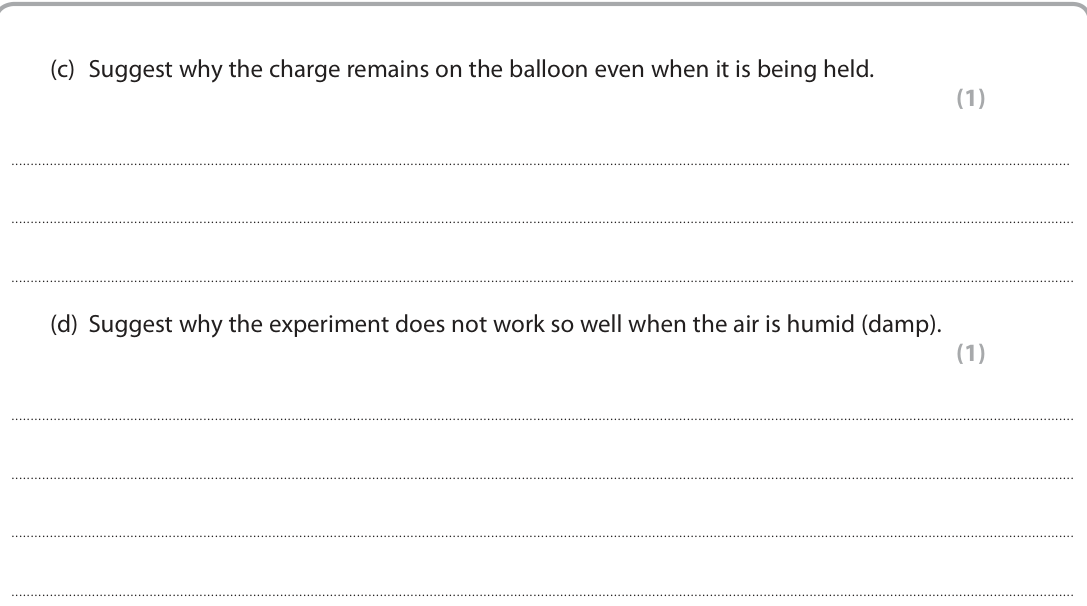 (c) Suggest why the charge remains on the balloon even when it is being held.
(1)
(d) Suggest why the experiment does not work so well when the air is humid (damp).
(1)